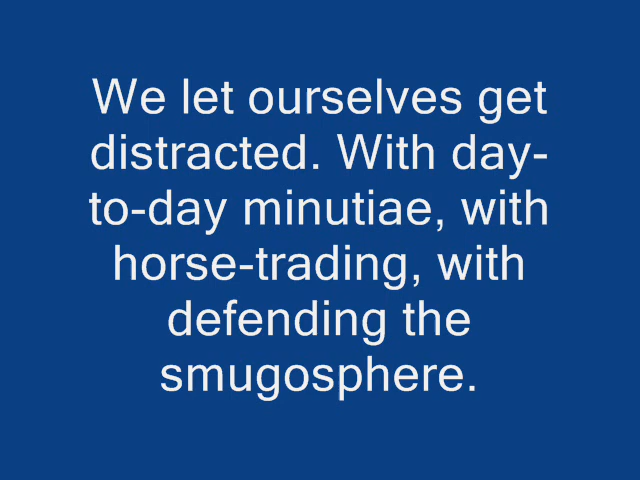 We let ourselves get
distracted. With day-
to-day minutiae, with
horse-trading, with
defending the
smugosphere.